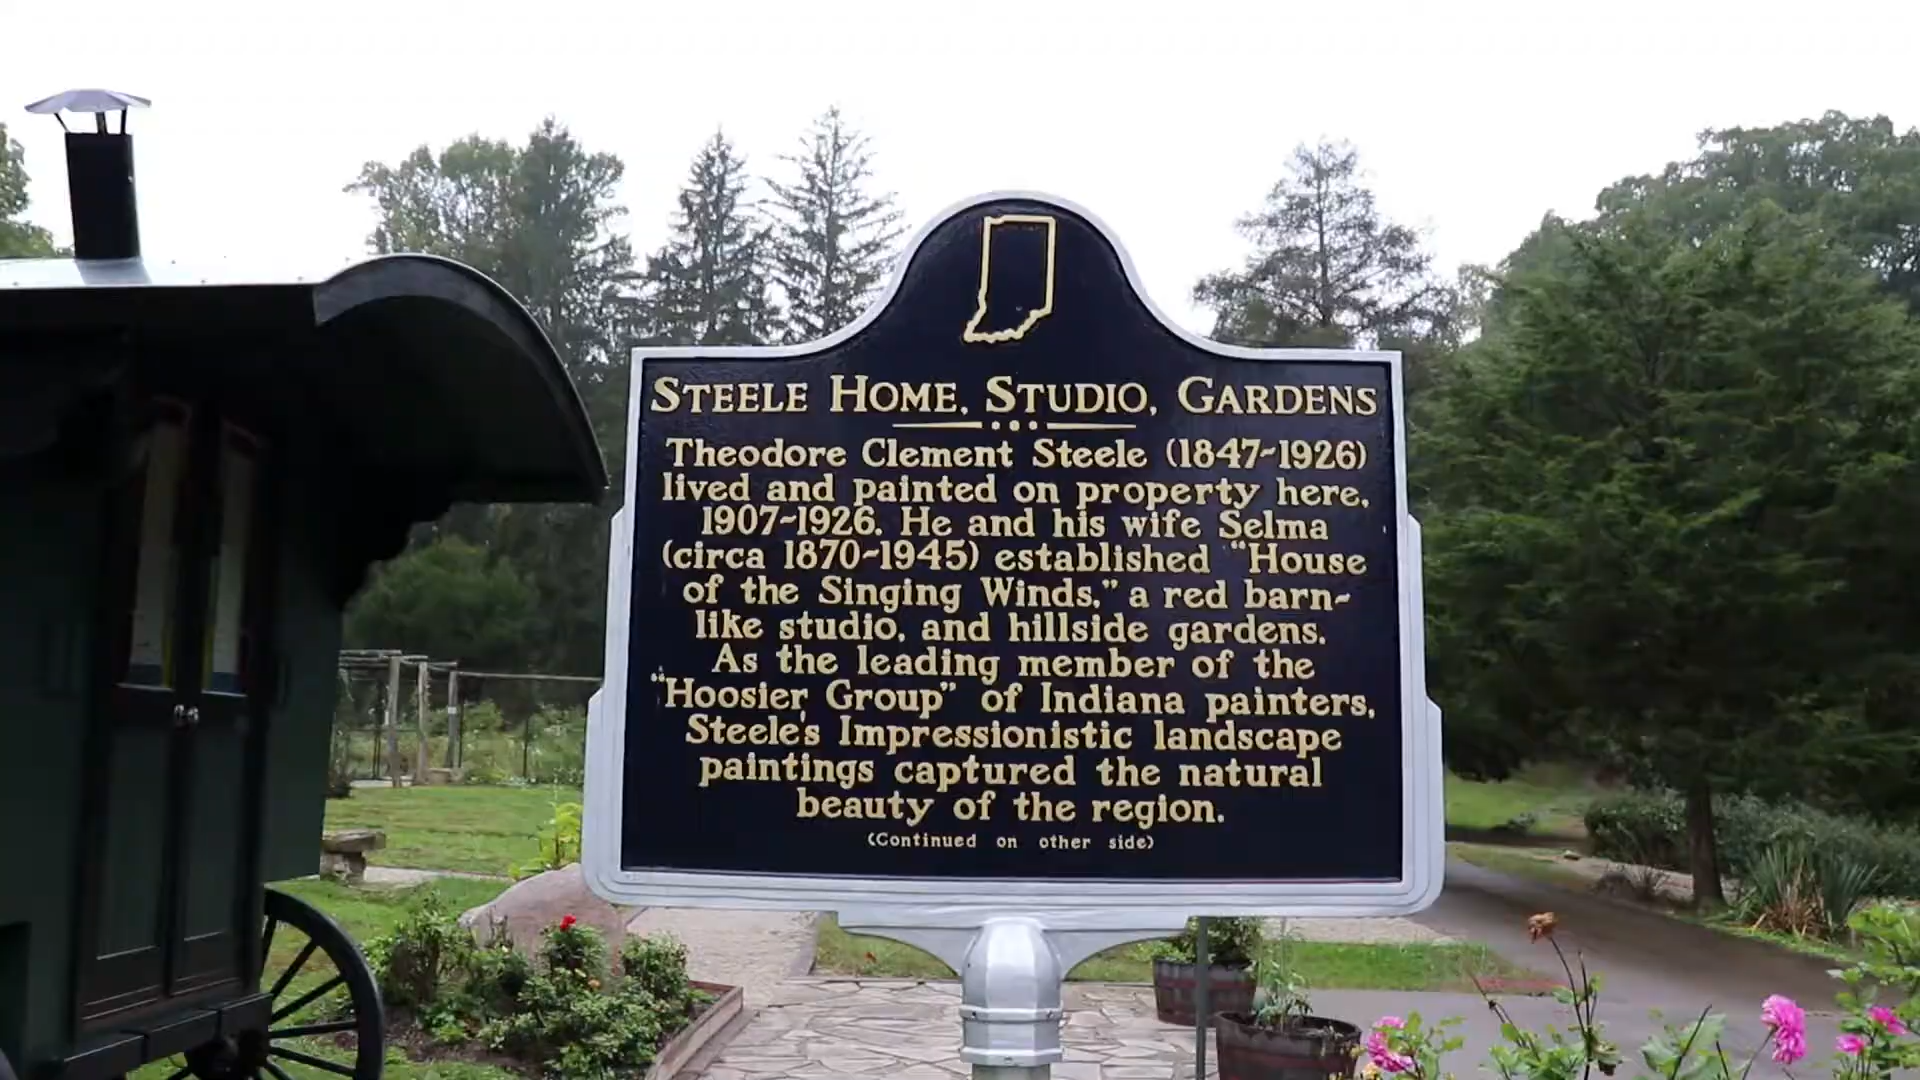 STEELE HOME, STUDIO, GARDENS
Theodore Clement Steele (1847-1926)
lived and painted on property here,
1907-1926. He and his wife Selma
(circa 1870-1945) established "House
of the Singing Winds," a red barn-
like studio, and hillside gardens.
As the leading member of the
"Hoosier Group" of Indiana painters,
Steele's Impressionistic landscape
paintings captured the natural
beauty of the region.
(Continued on other side)